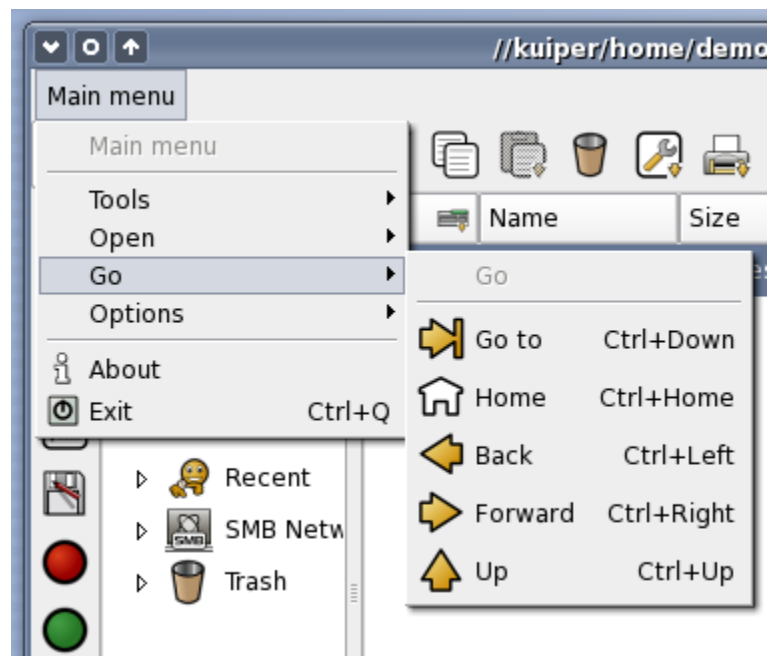 //kuiper/home/demo
Main menu
Main menu
Tools
Open
Go
Options
About
Exit Ctrl+Q
Name Size
Go
Go to Ctrl+Down
Home Ctrl+Home
Back Ctrl+Left
Forward Ctrl+Right
Up Ctrl+Up
Recent
SMB
SMB Netw
Trash